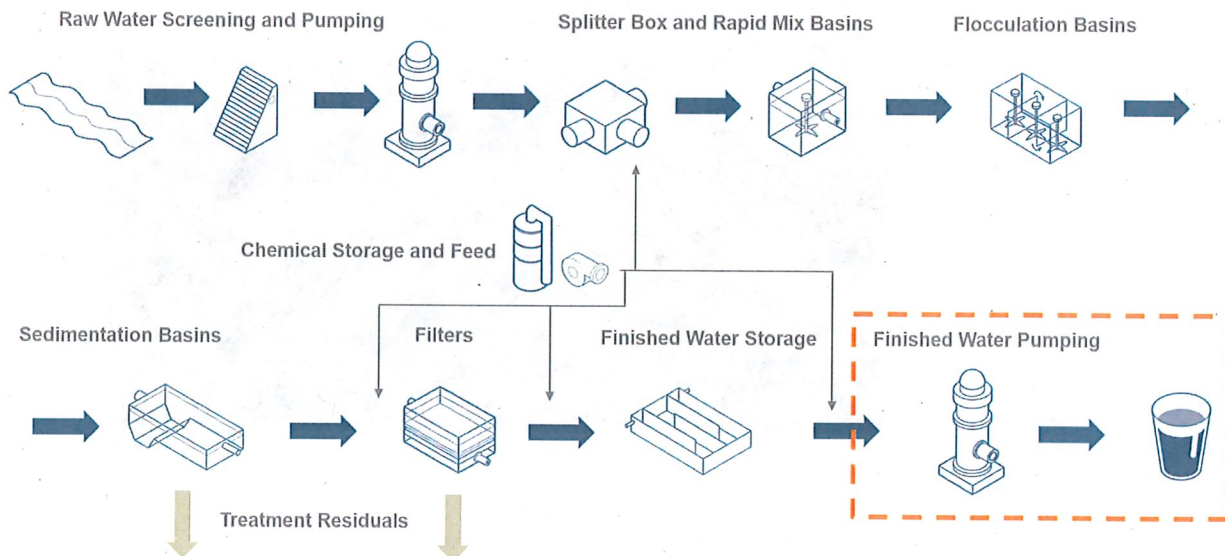 Raw Water Screening and Pumping
Splitter Box and Rapid Mix Basins
Flocculation Basins
Chemical Storage and Feed
Sedimentation Basins
Filters
Finished Water Storage
Finished Water Pumping
Treatment Residuals